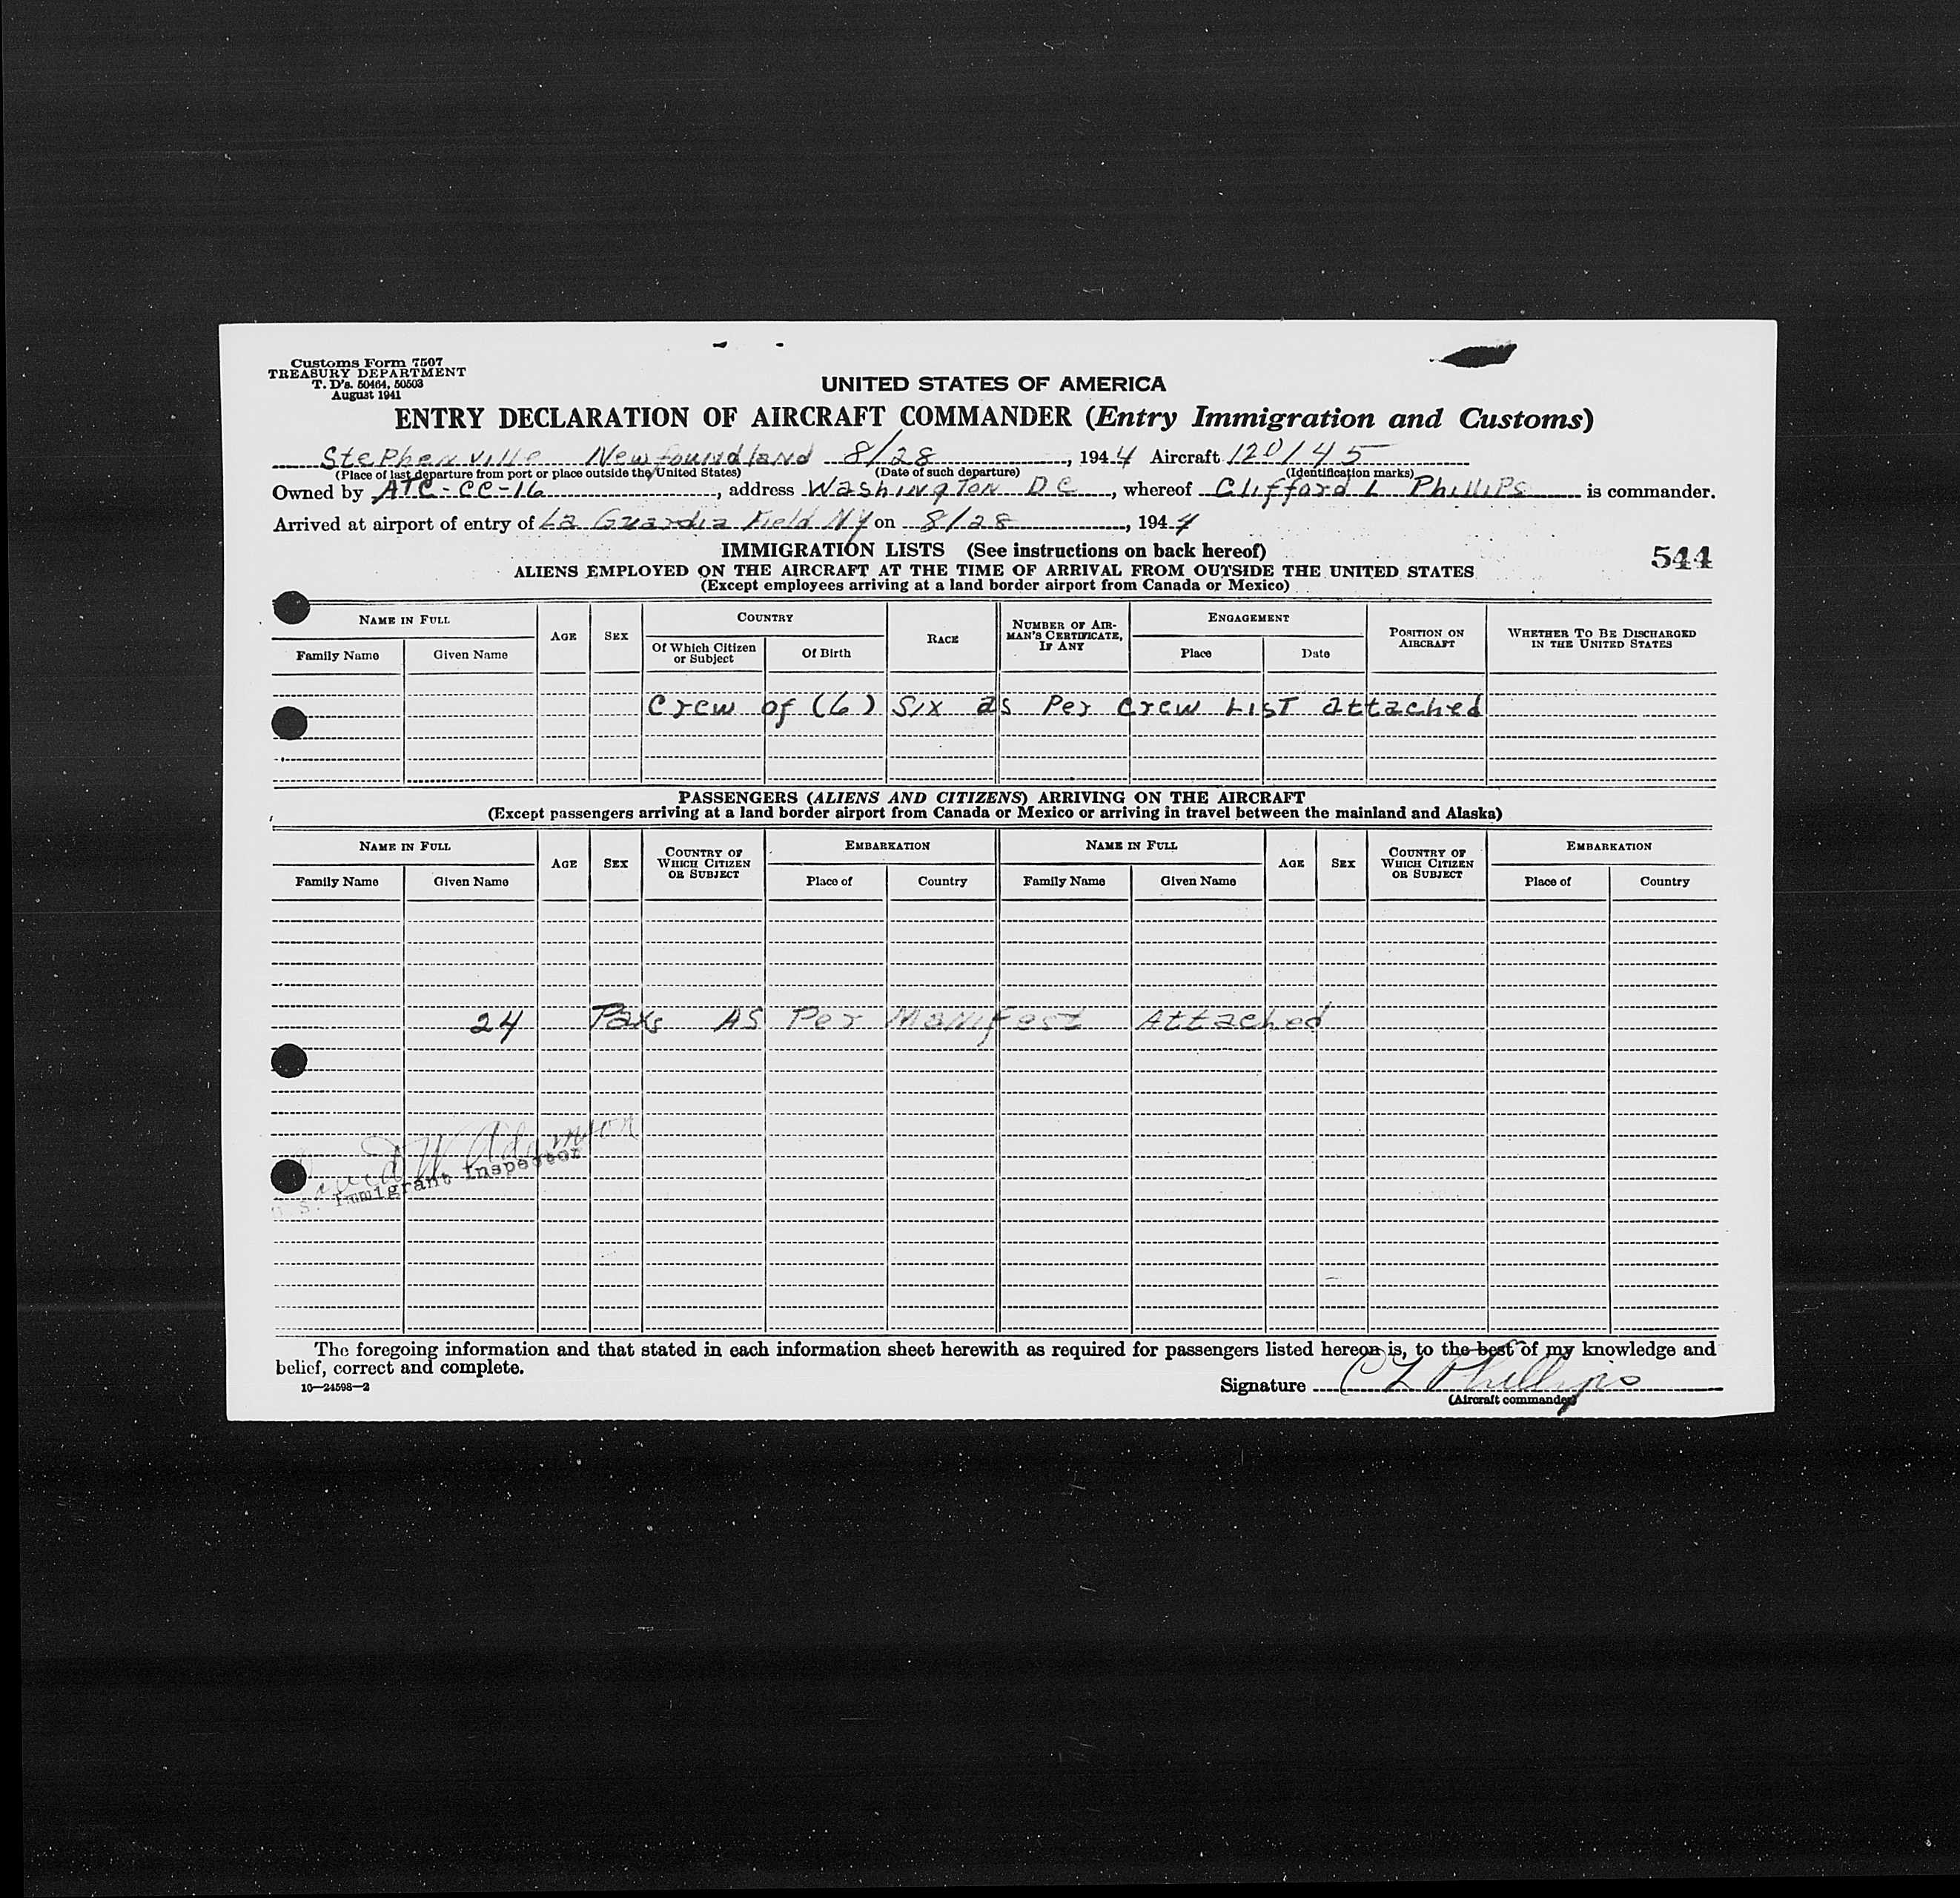 Customs Form 7507
TREASURY DEPARTMENT
T. D's. 50464, 50503
August 1941
UNITED STATES OF AMERICA
ENTRY DECLARATION OF AIRCRAFT COMMANDER (Entry Immigration and Customs)
Stephenville Newfoundland 8/28, 1944 Aircraft 120145
(Place of last departure from port or place outside the United States) (Date of such departure) (Identification marks)
Owned by ATC-CC-16, address Washington DC, whereof Clifford L Phillips is commander.
Arrived at airport of entry of La Guardia Field NY on 8/28, 1944
IMMIGRATION LISTS (See instructions on back hereof)
544
ALIENS EMPLOYED ON THE AIRCRAFT AT THE TIME OF ARRIVAL FROM OUTSIDE THE UNITED STATES
(Except employees arriving at a land border airport from Canada or Mexico)
NAME IN FULL
Family Name Given Name
AGE
SEX
COUNTRY
Of Which Citizen or Subject
Of Birth
RACE
NUMBER OF AIRMAN'S CERTIFICATE, IF ANY
ENGAGEMENT
Place Date
POSITION ON AIRCRAFT
WHETHER TO BE DISCHARGED IN THE UNITED STATES
Crew of (6) Six as Per Crew List attached
PASSENGERS (ALIENS AND CITIZENS) ARRIVING ON THE AIRCRAFT
(Except passengers arriving at a land border airport from Canada or Mexico or arriving in travel between the mainland and Alaska)
NAME IN FULL
Family Name Given Name
AGE
SEX
COUNTRY OF WHICH CITIZEN OR SUBJECT
EMBARKATION
Place of Country
NAME IN FULL
Family Name Given Name
AGE
SEX
COUNTRY OF WHICH CITIZEN OR SUBJECT
EMBARKATION
Place of Country
24 Paxs AS Per Manifest Attached
W Adamson
S. Immigrant Inspector
The foregoing information and that stated in each information sheet herewith as required for passengers listed hereon is, to the best of my knowledge and
belief, correct and complete.
10—24598—2
Signature C L Phillips
(Aircraft commander)